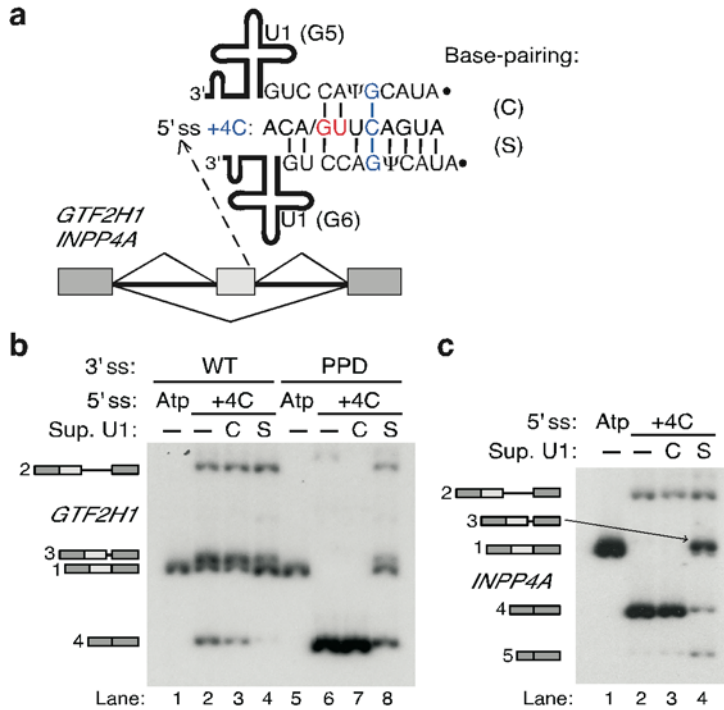 a
U1 (G5)
Base-pairing:
3' GUC CAΨGCAUA•
(C)
5'ss +4C: ACA/GUUCAGUA
(S)
3' GU CCAGΨCAUA•
U1 (G6)
GTF2H1
INPP4A
b
3'ss: WT PPD
5'ss: Atp +4C Atp +4C
Sup. U1: – – C S – – C S
2
GTF2H1
3
1
4
Lane: 1 2 3 4 5 6 7 8
c
5'ss: Atp +4C
Sup. U1: – – C S
2
3
1
INPP4A
4
5
Lane: 1 2 3 4